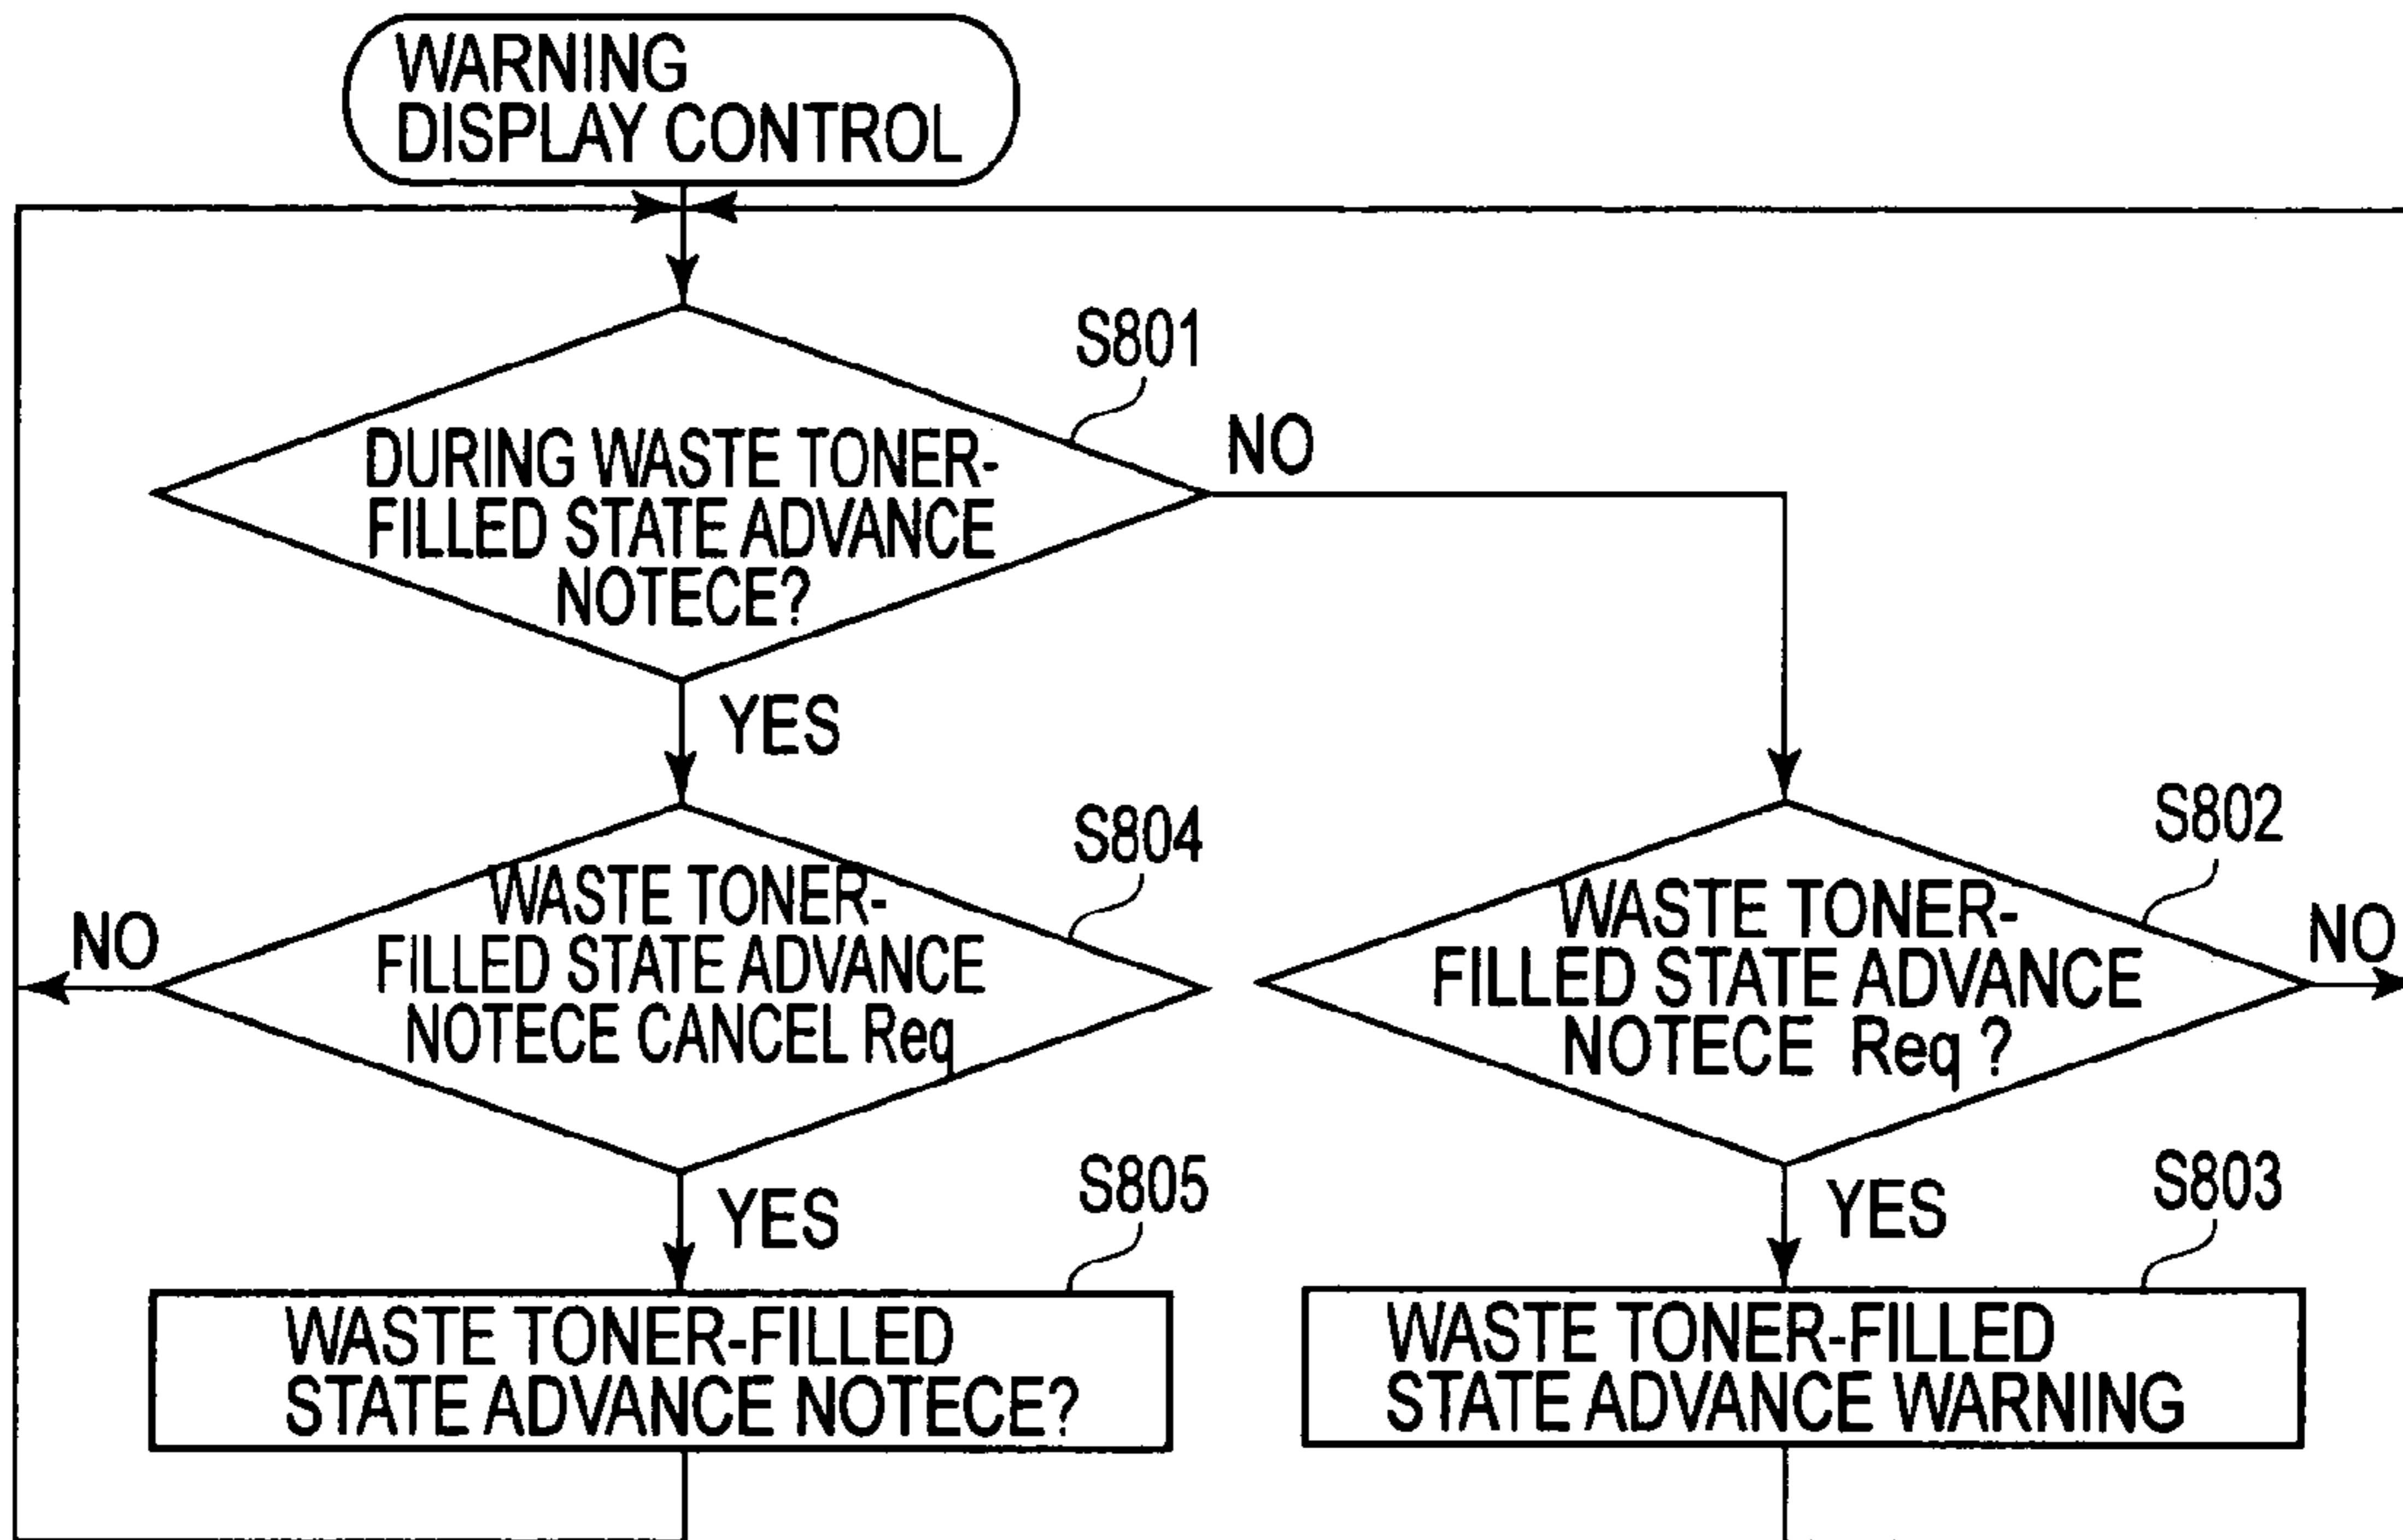 WARNING
DISPLAY CONTROL
S801
DURING WASTE TONER-
FILLED STATE ADVANCE
NOTECE?
NO
YES
S804
WASTE TONER-
FILLED STATE ADVANCE
NOTECE CANCEL Req
NO
YES
S802
WASTE TONER-
FILLED STATE ADVANCE
NOTECE Req ?
NO
YES
S805
WASTE TONER-FILLED
STATE ADVANCE NOTECE?
S803
WASTE TONER-FILLED
STATE ADVANCE WARNING